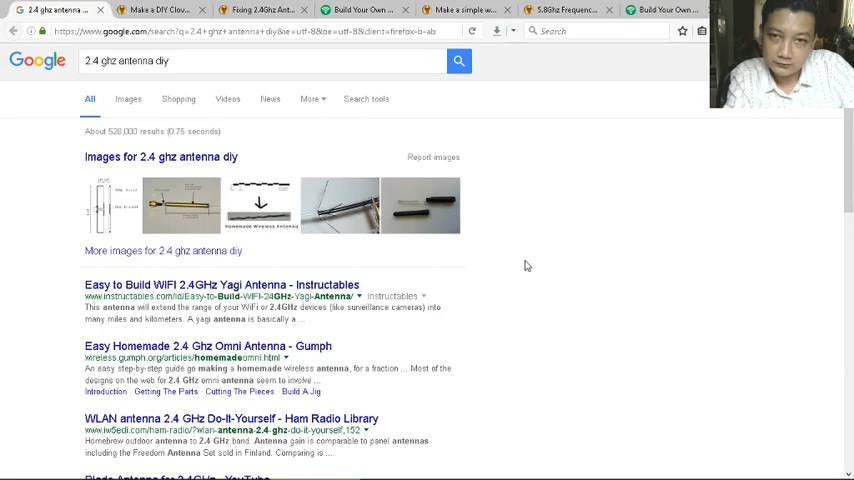 2.4 ghz antenna d...
Make a DIY Clov...
Fixing 2.4Ghz Ant...
Build Your Own ...
Make a simple w...
5.8Ghz Frequenc...
Build Your Own ...
https://www.google.com/search?q=2.4+ghz+antenna+diy&ie=utf-8&oe=utf-8&client=firefox-b-ab
Search
Google
2.4 ghz antenna diy
All Images Shopping Videos News More Search tools
About 528,000 results (0.75 seconds)
Images for 2.4 ghz antenna diy
Report images
Homemade Wireless Antenna
More images for 2.4 ghz antenna diy
Easy to Build WIFI 2.4GHz Yagi Antenna - Instructables
www.instructables.com/id/Easy-to-Build-WIFI-24GHz-Yagi-Antenna/ Instructables
This antenna will extend the range of your WiFi or 2.4GHz devices (like surveillance cameras) into
many miles and kilometers. A yagi antenna is basically a ...
Easy Homemade 2.4 Ghz Omni Antenna - Gumph
wireless.gumph.org/articles/homemadeomni.html
An easy step-by-step guide go making a homemade wireless antenna, for a fraction ... Most of the
designs on the web for 2.4 GHz omni antenna seem to involve ...
Introduction Getting The Parts Cutting The Pieces Build A Jig
WLAN antenna 2.4 GHz Do-It-Yourself - Ham Radio Library
www.iw5edi.com/ham-radio/?wlan-antenna-2.4-ghz-do-it-yourself,152
Homebrew outdoor antenna to 2.4 GHz band. Antenna gain is comparable to panel antennas
including the Freedom Antenna Set sold in Finland. Comparing is ...
Blade Antenna for 2.4GHz - YouTube